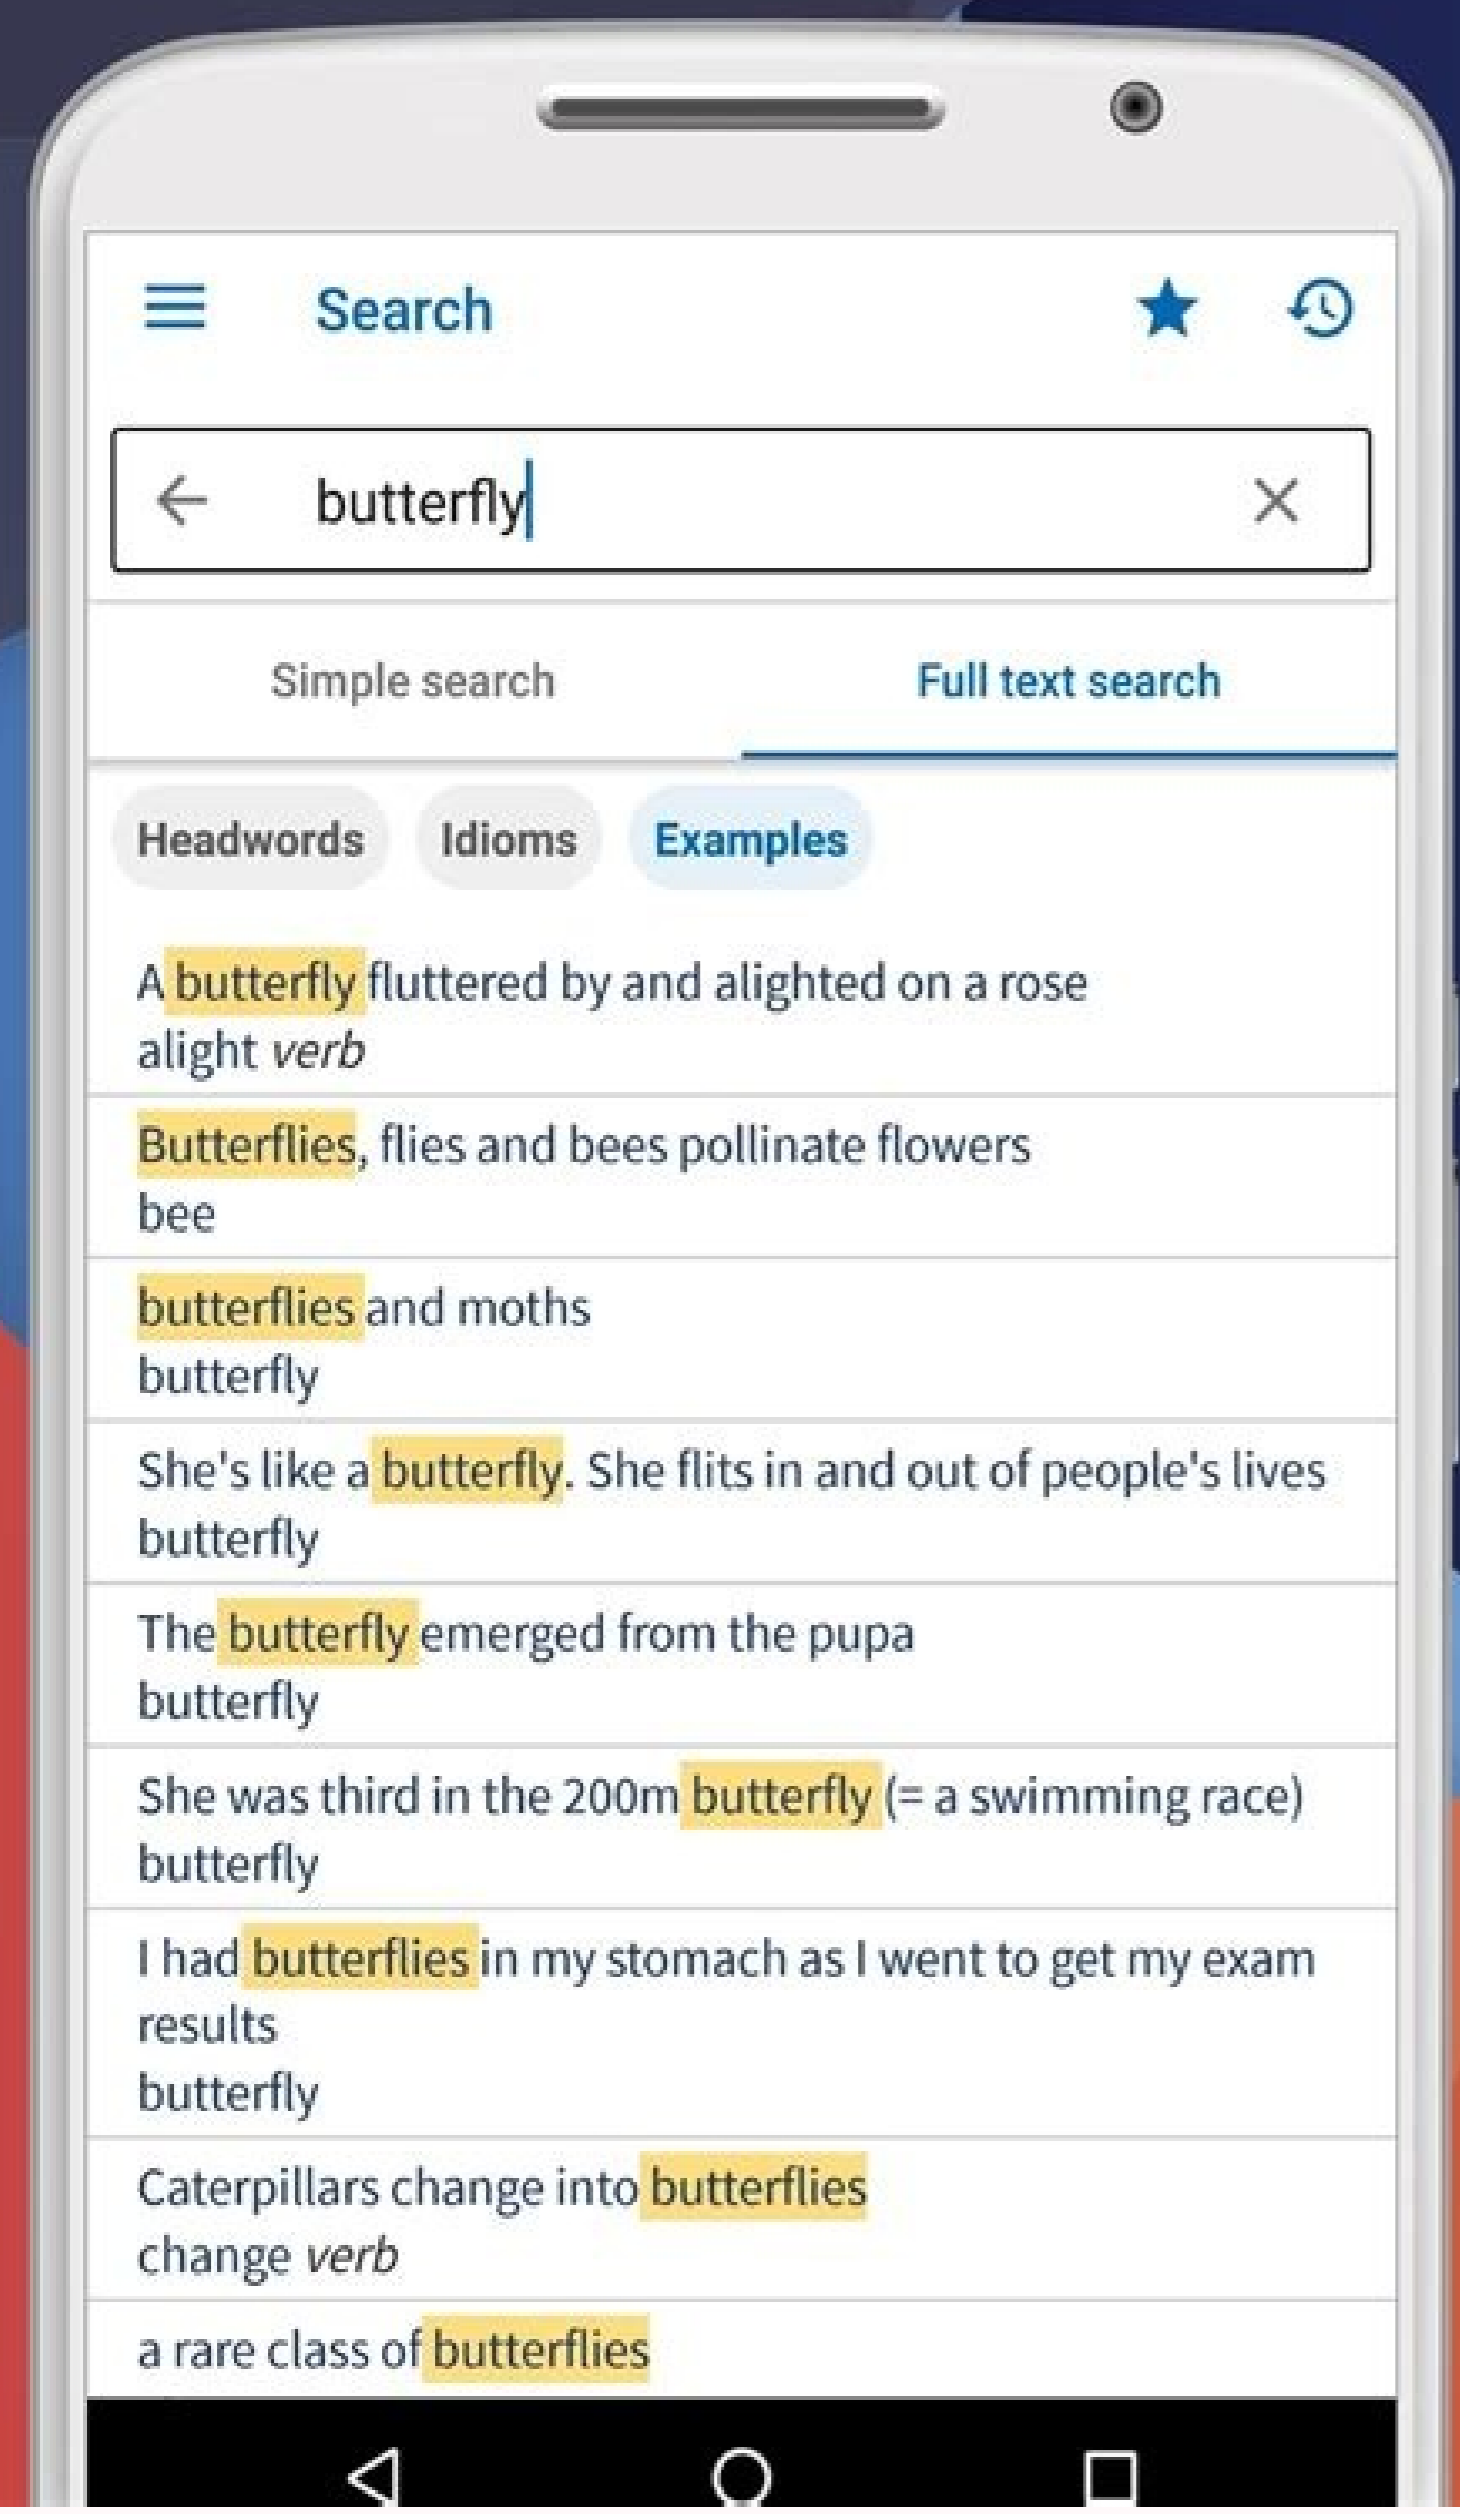 Search
butterfly
Simple search
Full text search
Headwords
Idioms
Examples
A butterfly fluttered by and alighted on a rose
alight verb
Butterflies, flies and bees pollinate flowers
bee
butterflies and moths
butterfly
She's like a butterfly. She flits in and out of people's lives
butterfly
The butterfly emerged from the pupa
butterfly
She was third in the 200m butterfly (= a swimming race)
butterfly
I had butterflies in my stomach as I went to get my exam
results
butterfly
Caterpillars change into butterflies
change verb
a rare class of butterflies